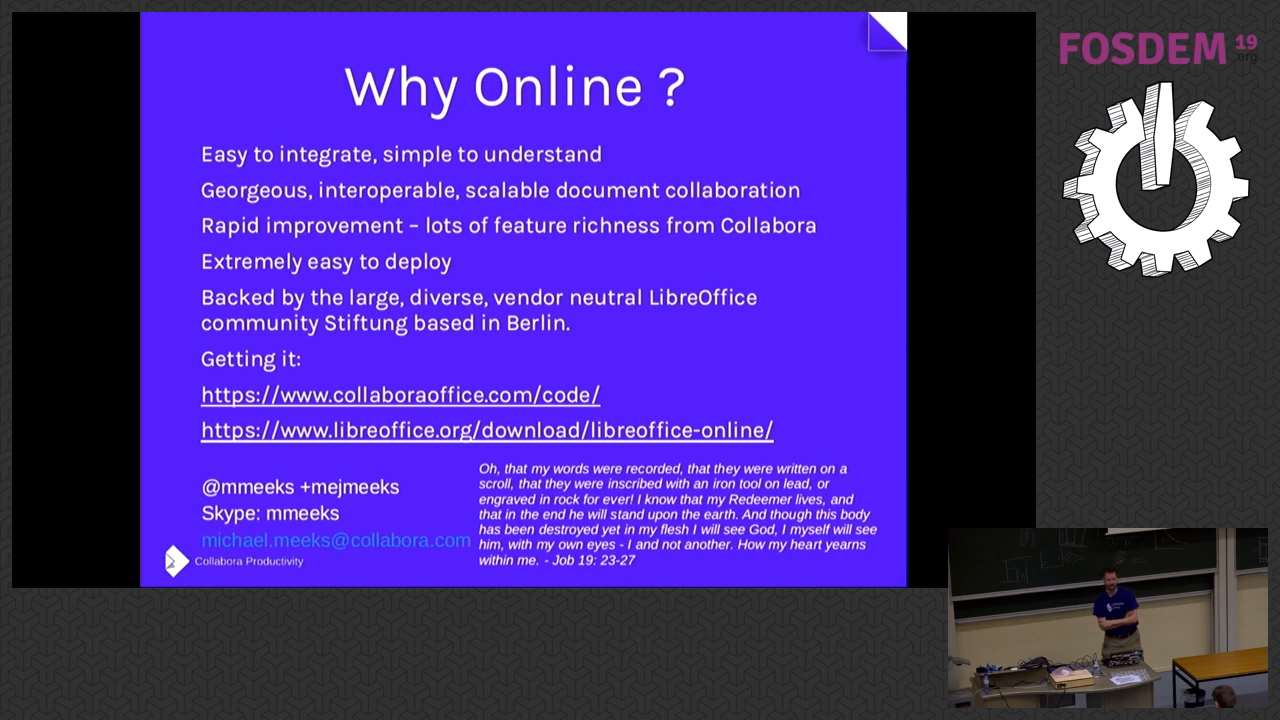 FOSDEM 19
.org
Why Online ?
Easy to integrate, simple to understand
Georgeous, interoperable, scalable document collaboration
Rapid improvement – lots of feature richness from Collabora
Extremely easy to deploy
Backed by the large, diverse, vendor neutral LibreOffice
community Stiftung based in Berlin.
Getting it:
https://www.collaboraoffice.com/code/
https://www.libreoffice.org/download/libreoffice-online/
@mmeeks +mejmeeks
Skype: mmeeks
michael.meeks@collabora.com
Collabora Productivity
Oh, that my words were recorded, that they were written on a
scroll, that they were inscribed with an iron tool on lead, or
engraved in rock for ever! I know that my Redeemer lives, and
that in the end he will stand upon the earth. And though this body
has been destroyed yet in my flesh I will see God, I myself will see
him, with my own eyes - I and not another. How my heart yearns
within me. - Job 19: 23-27